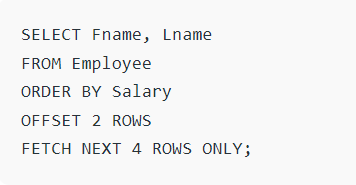 SELECT Fname, Lname
FROM Employee
ORDER BY Salary
OFFSET 2 ROWS
FETCH NEXT 4 ROWS ONLY;